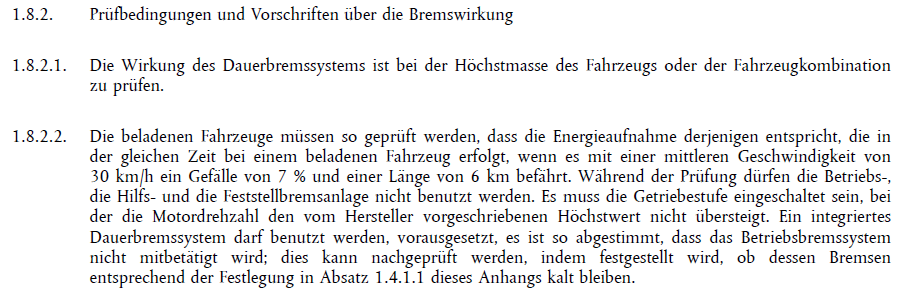 1.8.2. Prüfbedingungen und Vorschriften über die Bremswirkung
1.8.2.1. Die Wirkung des Dauerbremssystems ist bei der Höchstmasse des Fahrzeugs oder der Fahrzeugkombination
zu prüfen.
1.8.2.2. Die beladenen Fahrzeuge müssen so geprüft werden, dass die Energieaufnahme derjenigen entspricht, die in
der gleichen Zeit bei einem beladenen Fahrzeug erfolgt, wenn es mit einer mittleren Geschwindigkeit von
30 km/h ein Gefälle von 7 % und einer Länge von 6 km befährt. Während der Prüfung dürfen die Betriebs-,
die Hilfs- und die Feststellbremsanlage nicht benutzt werden. Es muss die Getriebestufe eingeschaltet sein, bei
der die Motordrehzahl den vom Hersteller vorgeschriebenen Höchstwert nicht übersteigt. Ein integriertes
Dauerbremssystem darf benutzt werden, vorausgesetzt, es ist so abgestimmt, dass das Betriebsbremssystem
nicht mitbetätigt wird; dies kann nachgeprüft werden, indem festgestellt wird, ob dessen Bremsen
entsprechend der Festlegung in Absatz 1.4.1.1 dieses Anhangs kalt bleiben.